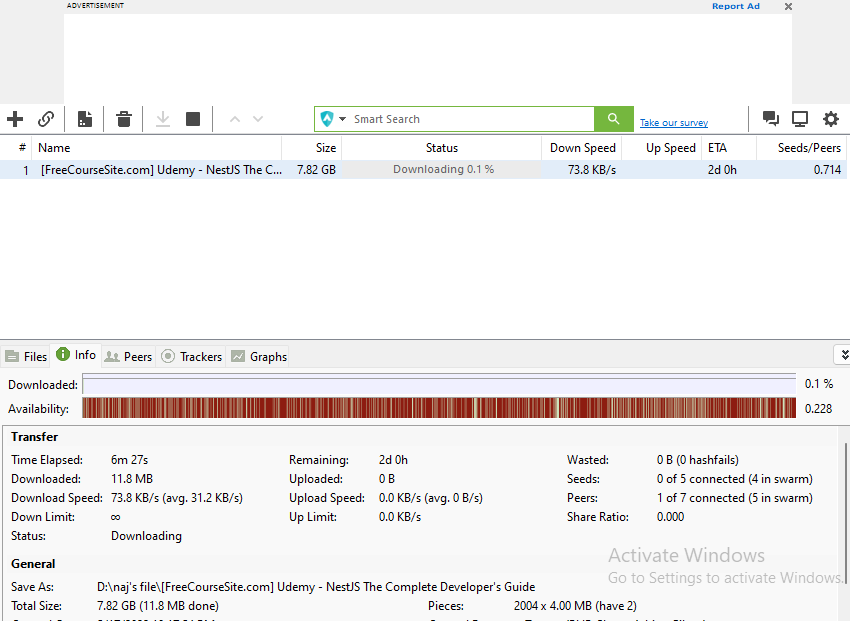 ADVERTISEMENT Report Ad
Smart Search Take our survey
# Name Size Status Down Speed Up Speed ETA Seeds/Peers
1 [FreeCourseSite.com] Udemy - NestJS The C... 7.82 GB Downloading 0.1 % 73.8 KB/s 2d 0h 0.714
Files Info Peers Trackers Graphs
Downloaded: 0.1 %
Availability: 0.228
Transfer
Time Elapsed: 6m 27s Remaining: 2d 0h Wasted: 0 B (0 hashfails)
Downloaded: 11.8 MB Uploaded: 0 B Seeds: 0 of 5 connected (4 in swarm)
Download Speed: 73.8 KB/s (avg. 31.2 KB/s) Upload Speed: 0.0 KB/s (avg. 0 B/s) Peers: 1 of 7 connected (5 in swarm)
Down Limit: ∞ Up Limit: 0.0 KB/s Share Ratio: 0.000
Status: Downloading
Activate Windows
General
Go to Settings to activate Windows.
Save As: D:\naj's file\[FreeCourseSite.com] Udemy - NestJS The Complete Developer's Guide
Total Size: 7.82 GB (11.8 MB done) Pieces: 2004 x 4.00 MB (have 2)